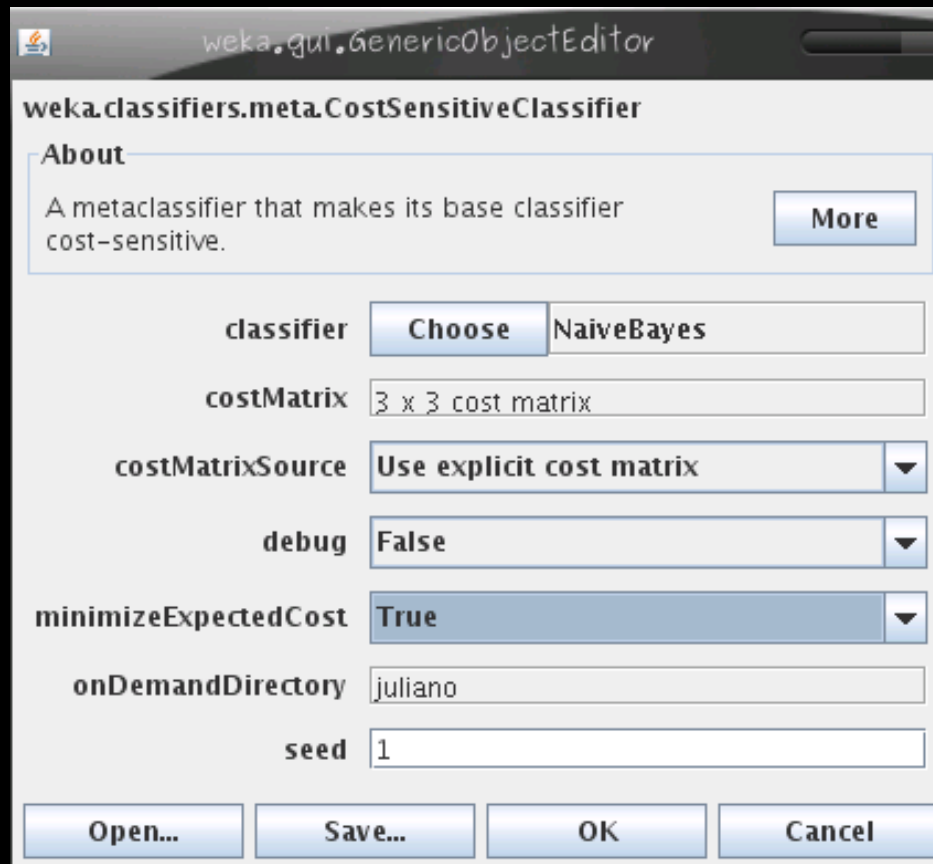 weka.gui.GenericObjectEditor
weka.classifiers.meta.CostSensitiveClassifier
About
A metaclassifier that makes its base classifier
cost-sensitive.
More
classifier Choose NaiveBayes
costMatrix 3 x 3 cost matrix
costMatrixSource Use explicit cost matrix
debug False
minimizeExpectedCost True
onDemandDirectory juliano
seed 1
Open... Save... OK Cancel